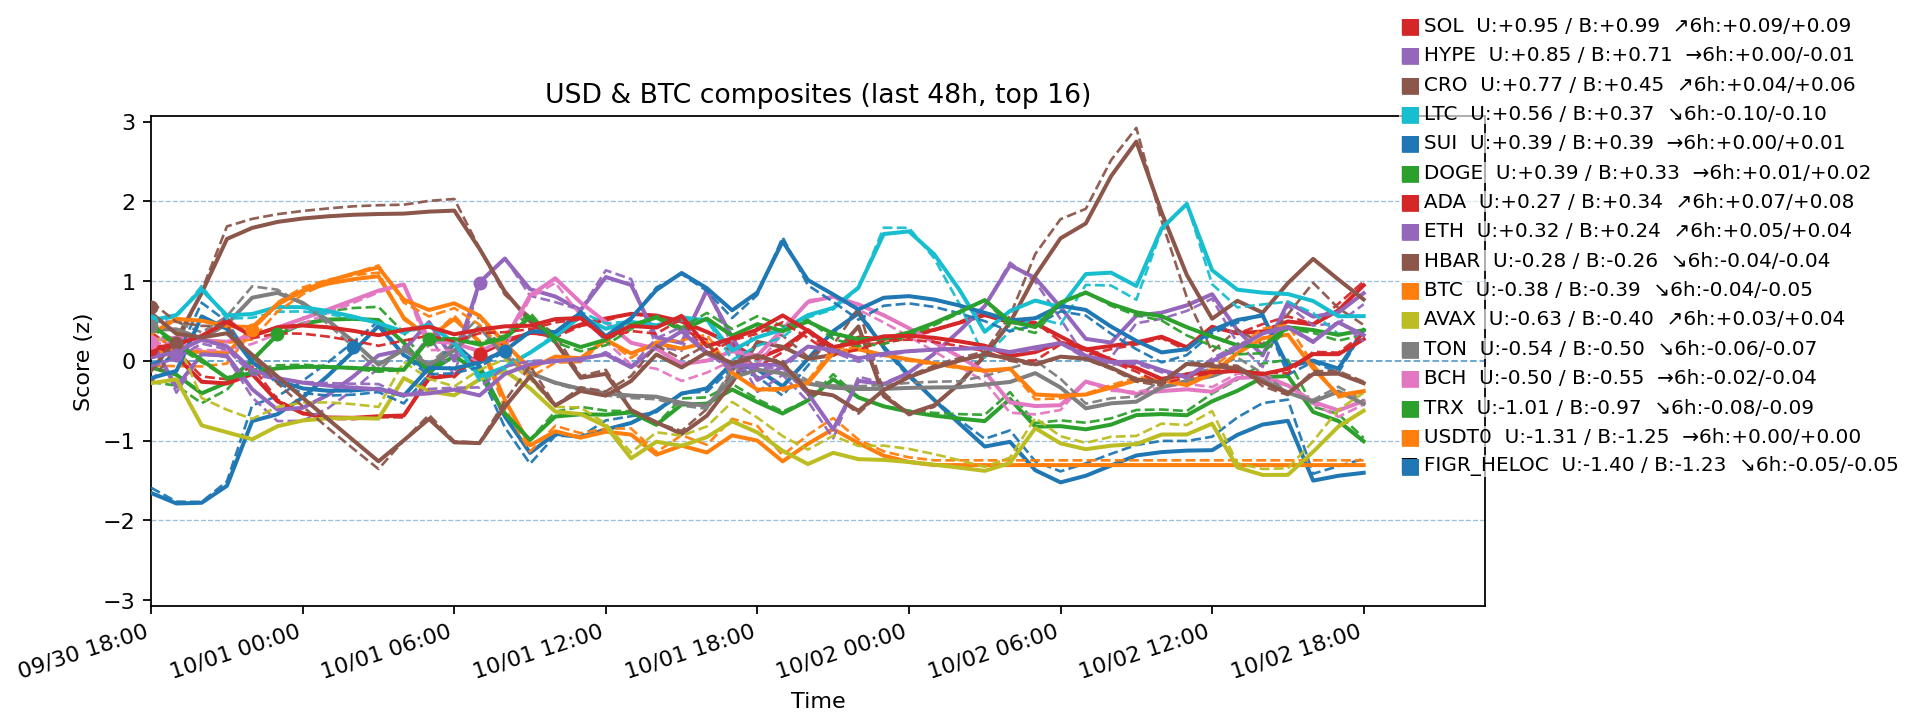 SOL  U:+0.95 / B:+0.99  ↗6h:+0.09/+0.09
HYPE  U:+0.85 / B:+0.71  →6h:+0.00/-0.01
CRO  U:+0.77 / B:+0.45  ↗6h:+0.04/+0.06
LTC  U:+0.56 / B:+0.37  ↘6h:-0.10/-0.10
SUI  U:+0.39 / B:+0.39  →6h:+0.00/+0.01
DOGE  U:+0.39 / B:+0.33  →6h:+0.01/+0.02
ADA  U:+0.27 / B:+0.34  ↗6h:+0.07/+0.08
ETH  U:+0.32 / B:+0.24  ↗6h:+0.05/+0.04
HBAR  U:-0.28 / B:-0.26  ↘6h:-0.04/-0.04
BTC  U:-0.38 / B:-0.39  ↘6h:-0.04/-0.05
AVAX  U:-0.63 / B:-0.40  ↗6h:+0.03/+0.04
TON  U:-0.54 / B:-0.50  ↘6h:-0.06/-0.07
BCH  U:-0.50 / B:-0.55  →6h:-0.02/-0.04
TRX  U:-1.01 / B:-0.97  ↘6h:-0.08/-0.09
USDT0  U:-1.31 / B:-1.25  →6h:+0.00/+0.00
FIGR_HELOC  U:-1.40 / B:-1.23  ↘6h:-0.05/-0.05
USD & BTC composites (last 48h, top 16)
3
2
1
0
−1
−2
−3
Score (z)
09/30 18:00
10/01 00:00
10/01 06:00
10/01 12:00
10/01 18:00
10/02 00:00
10/02 06:00
10/02 12:00
10/02 18:00
Time